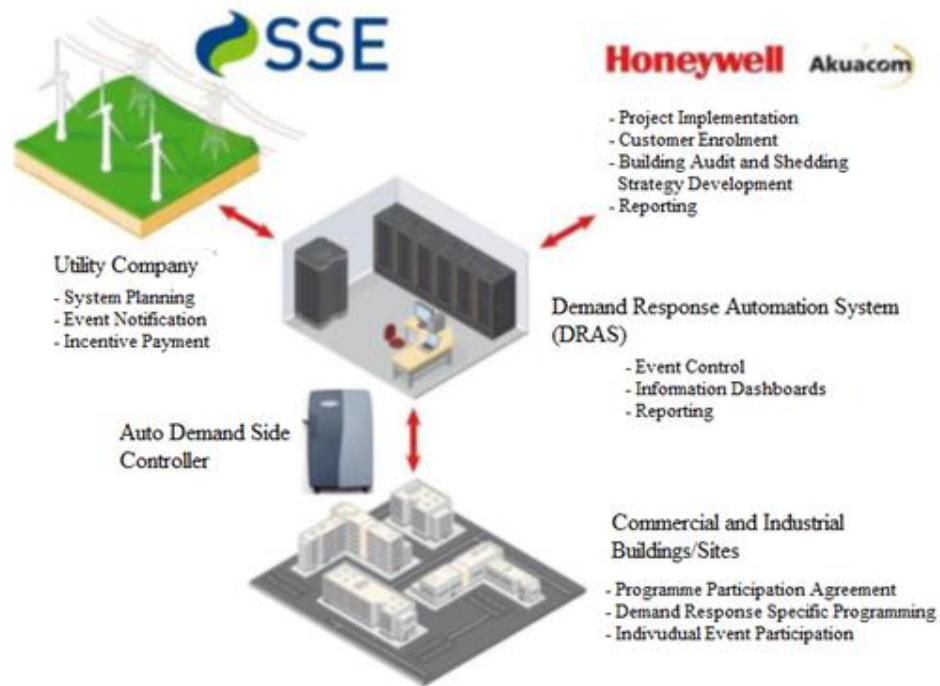 SSE
Honeywell Akuacom
- Project Implementation
- Customer Enrolment
- Building Audit and Shedding
Strategy Development
- Reporting
Utility Company
- System Planning
- Event Notification
- Incentive Payment
Demand Response Automation System
(DRAS)
- Event Control
- Information Dashboards
- Reporting
Auto Demand Side
Controller
Commercial and Industrial
Buildings/Sites
- Programme Participation Agreement
- Demand Response Specific Programming
- Indivudual Event Participation